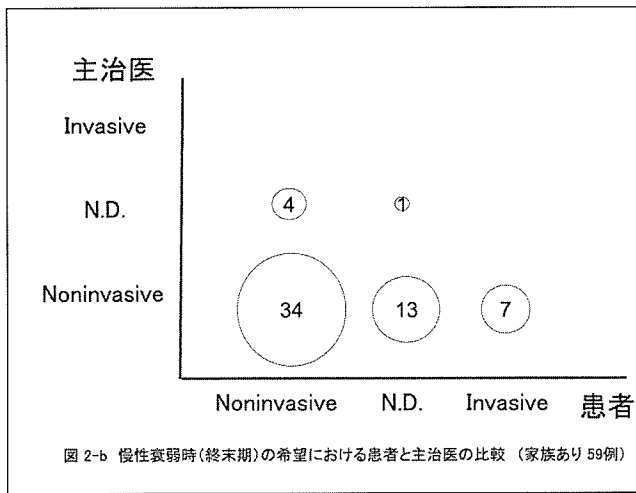 主治医
Invasive
N.D.
4
1
Noninvasive
34
13
7
Noninvasive N.D. Invasive 患者
図 2-b 慢性衰弱時(終末期)の希望における患者と主治医の比較 (家族あり 59例)